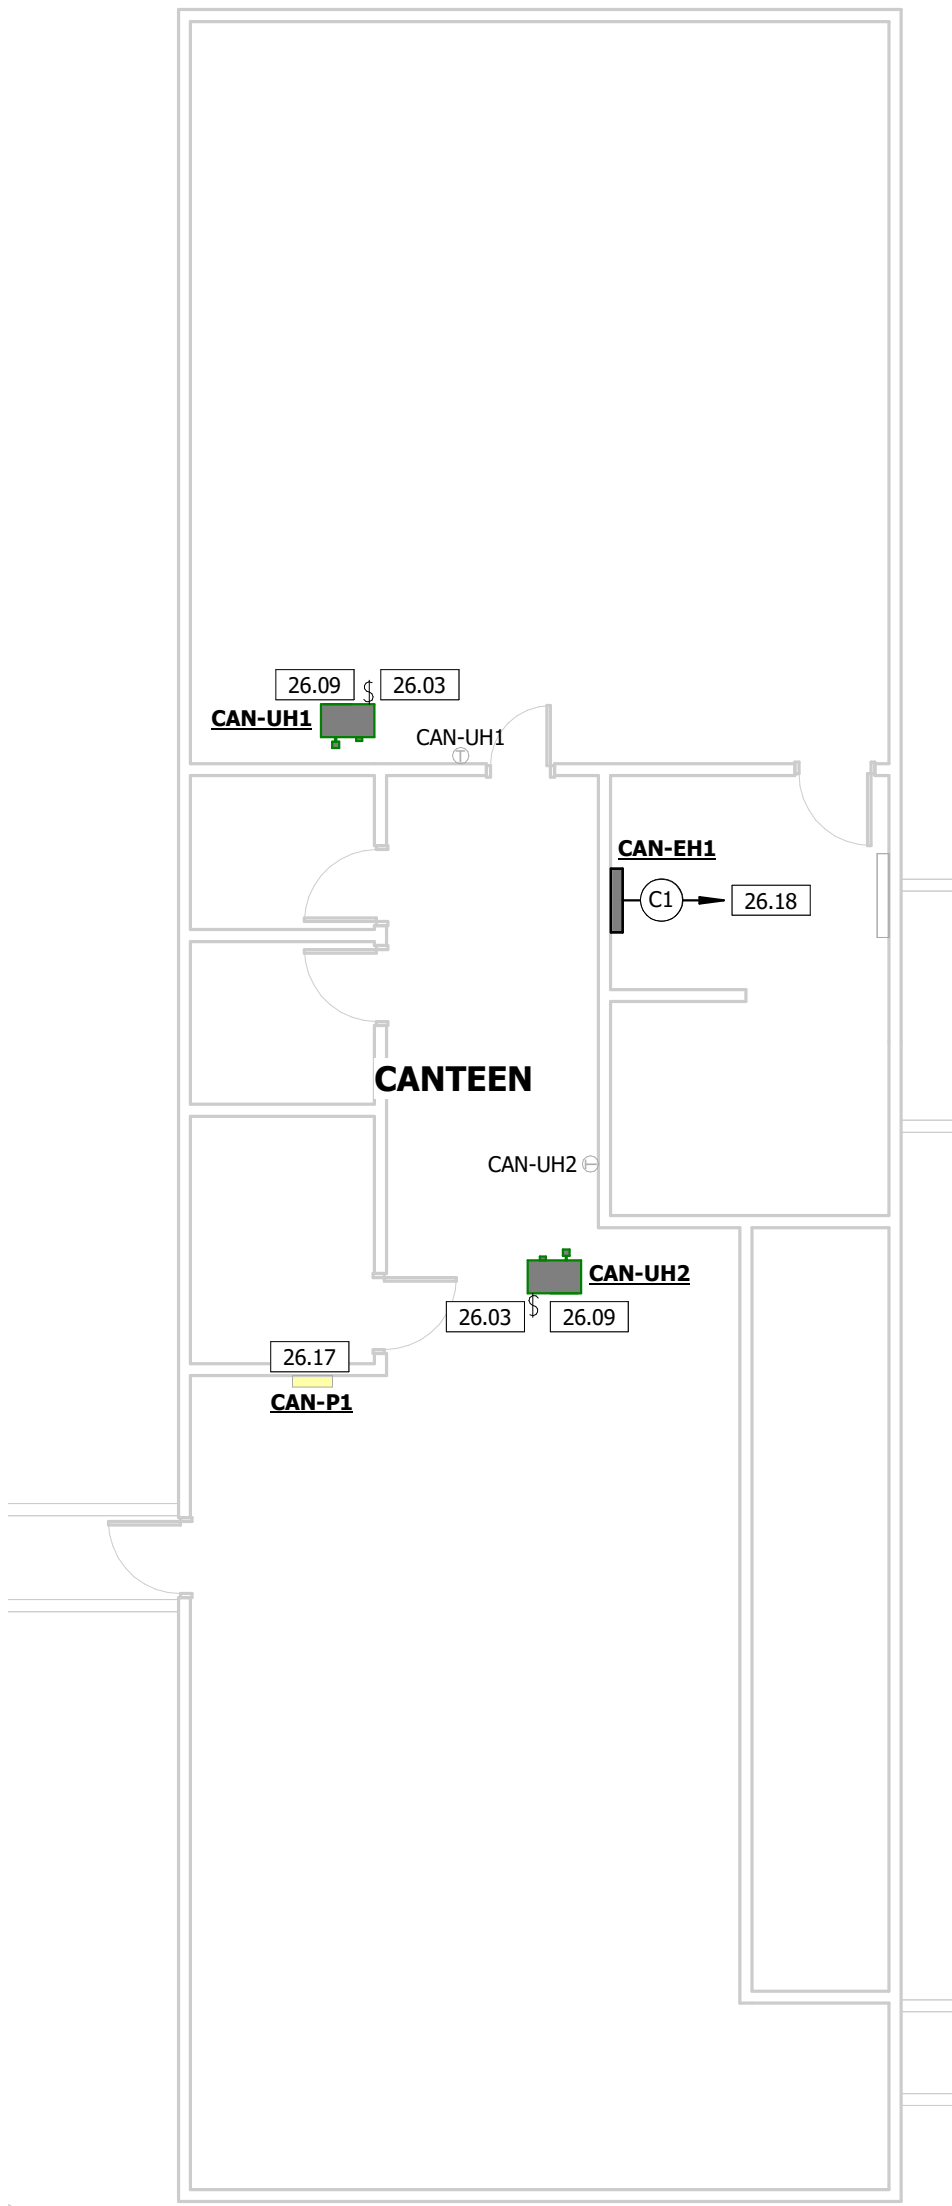 26.09 $ 26.03
CAN-UH1
CAN-UH1
T
CAN-EH1
C1 26.18
CANTEEN
CAN-UH2 T
CAN-UH2
26.03 $ 26.09
26.17
CAN-P1